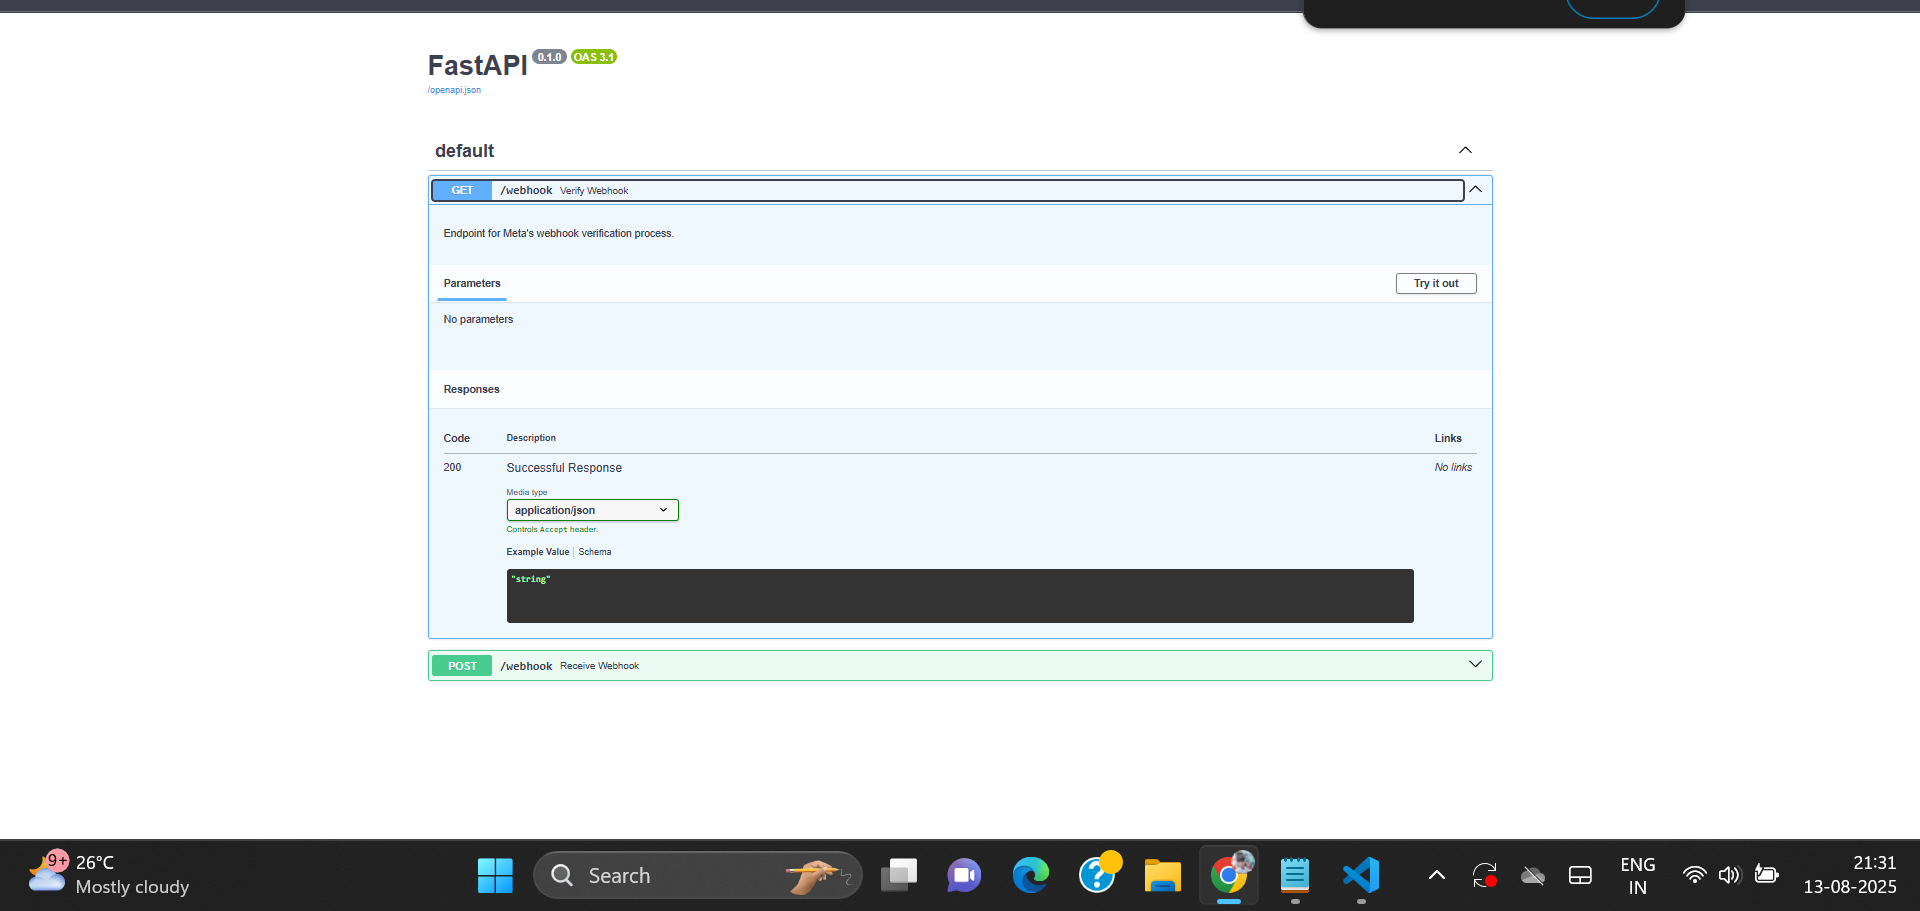 FastAPI 0.1.0 OAS 3.1
/openapi.json
default
GET /webhook Verify Webhook
Endpoint for Meta's webhook verification process.
Parameters Try it out
No parameters
Responses
Code Description Links
200 Successful Response No links
Media type
application/json
Controls Accept header.
Example Value Schema
"string"
POST /webhook Receive Webhook
9+ 26°C
Mostly cloudy
Search
ENG
IN
21:31
13-08-2025